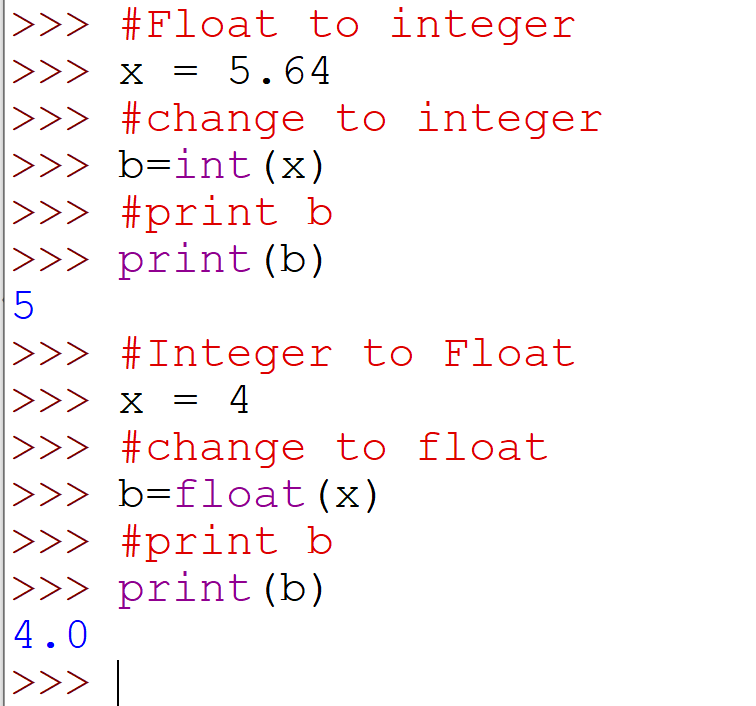 >>> #Float to integer
>>> x = 5.64
>>> #change to integer
>>> b=int(x)
>>> #print b
>>> print(b)
5
>>> #Integer to Float
>>> x = 4
>>> #change to float
>>> b=float(x)
>>> #print b
>>> print(b)
4.0
>>>